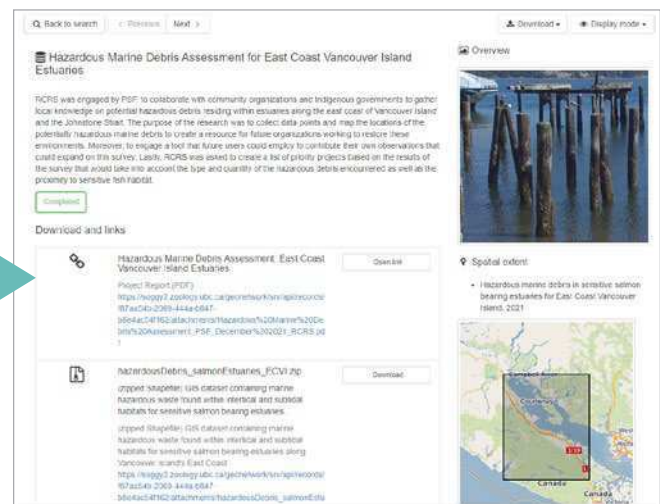 Back to search
< Previous
Next >
Download
Display mode
Hazardous Marine Debris Assessment for East Coast Vancouver Island
Estuaries
RCRS was engaged by PSF to collaborate with community organizations and Indigenous governments to gather
local knowledge on potential hazardous debris residing within estuaries along the east coast of Vancouver Island
and the Johnstone Strait. The purpose of the research was to collect data points and map the locations of the
potentially hazardous marine debris to create a resource for future organizations working to restore these
environments. Moreover, to engage a tool that future users could employ to contribute their own observations that
could expand on this survey. Lastly, RCRS was asked to create a list of priority projects based on the results of
the survey that would take into account the type and quantity of the hazardous debris encountered as well as the
proximity to sensitive fish habitat.
Completed
Download and links
Hazardous Marine Debris Assessment: East Coast
Vancouver Island Estuaries
Open link
Project Report (PDF)
hazardousDebris_salmonEstuaries_ECVI.zip
Download
(zipped Shapefile) GIS dataset containing marine
hazardous waste found within intertidal and subtidal
habitats for sensitive salmon bearing estuaries
(zipped Shapefile) GIS dataset containing marine
hazardous waste found within intertidal and subtidal
habitats for sensitive salmon bearing estuaries along
Vancouver Island's East Coast
Overview
Spatial extent
Hazardous marine debris in sensitive salmon
bearing estuaries for East Coast Vancouver
Island, 2021
Campbell River
Courtenay
Canada
Canada
Victoria